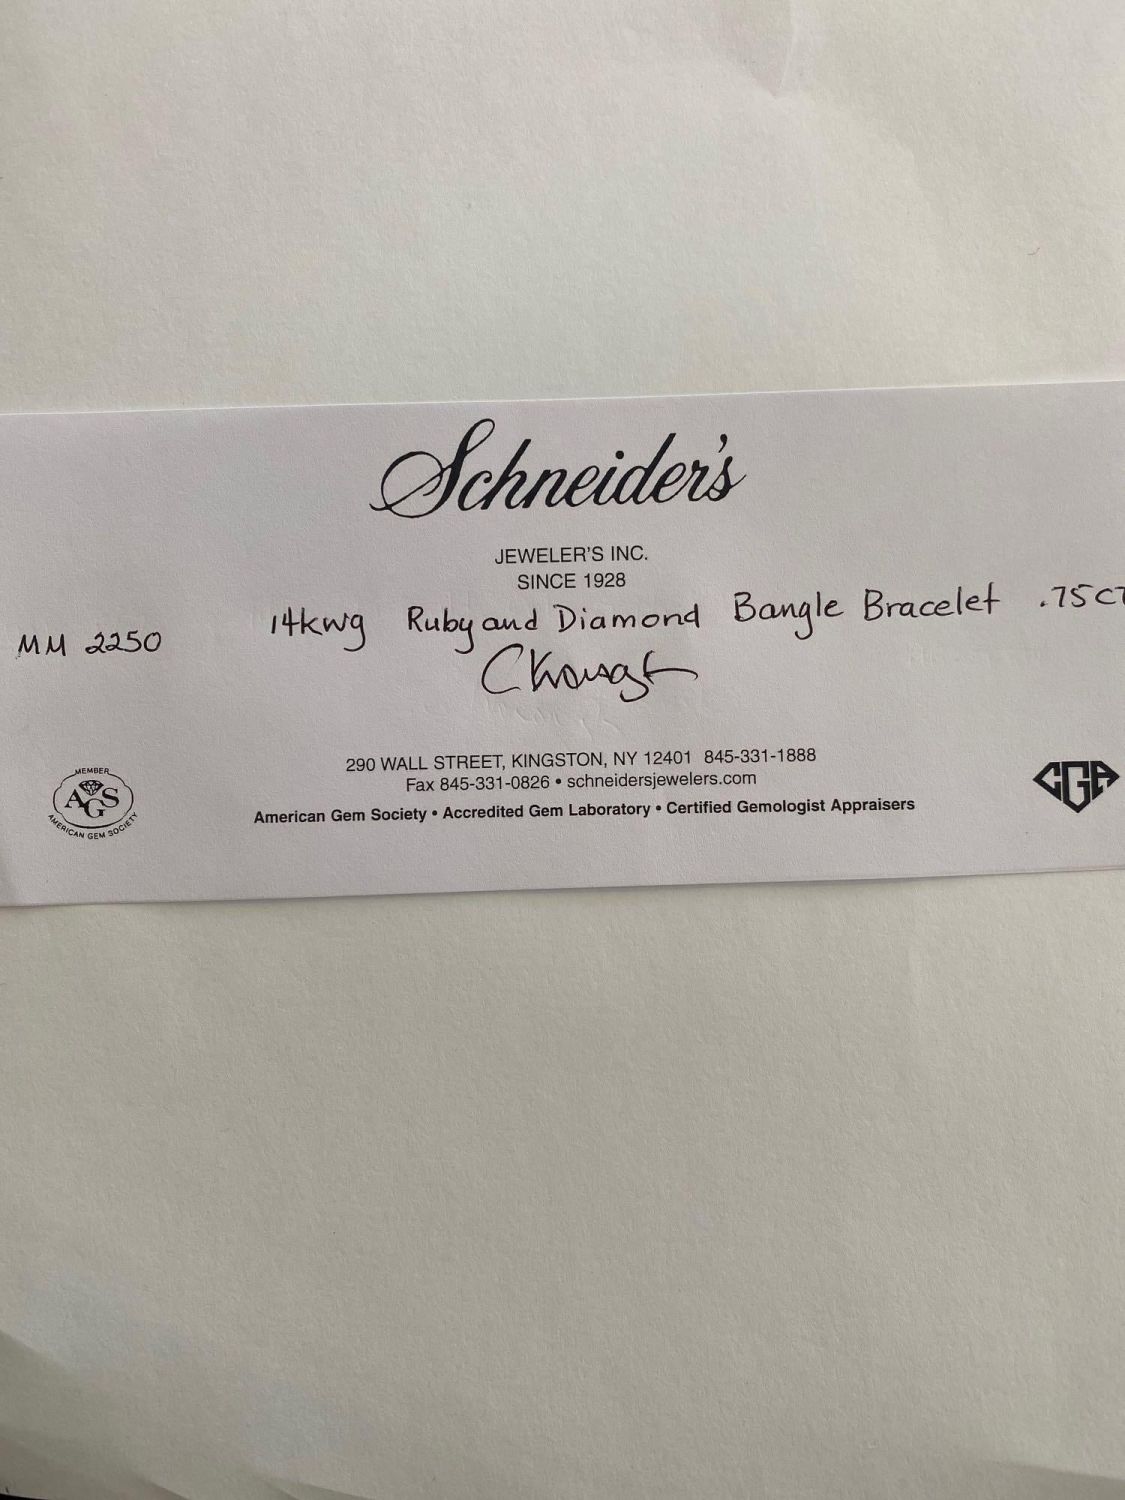 Schneider's
JEWELER'S INC.
SINCE 1928
MM 2250 14kwg Ruby and Diamond Bangle Bracelet .75CT
290 WALL STREET, KINGSTON, NY 12401 845-331-1888
Fax 845-331-0826 • schneidersjewelers.com
American Gem Society • Accredited Gem Laboratory • Certified Gemologist Appraisers
MEMBER
AGS
AMERICAN GEM SOCIETY
CGA